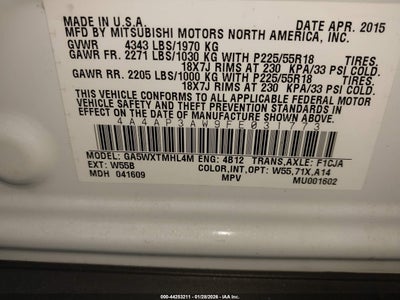 MADE IN U.S.A. DATE APR. 2015
MFD BY MITSUBISHI MOTORS NORTH AMERICA, INC.
GVWR 4343 LBS/1970 KG
GAWR FR. 2271 LBS/1030 KG WITH P225/55R18
18X7J RIMS AT 230 KPA/33 PSI COLD.
GAWR RR. 2205 LBS/1000 KG WITH P225/55R18
18X7J RIMS AT 230 KPA/33 PSI COLD.
THIS VEHICLE CONFORMS TO ALL APPLICABLE FEDERAL MOTOR
VEHICLE SAFETY AND THEFT PREVENTION STANDARDS IN
EFFECT ON THE DATE OF MANUFACTURE SHOWN ABOVE.
4A4AP3AW9FE031773
MODEL: GA5WXTMHL4M ENG: 4B12 TRANS,AXLE: F1CJA
EXT: W55B COLOR,INT,OPT: W55,71X,A14
MDH 041609 MPV MU001602
000-44253211 - 01/28/2026 - IAAI